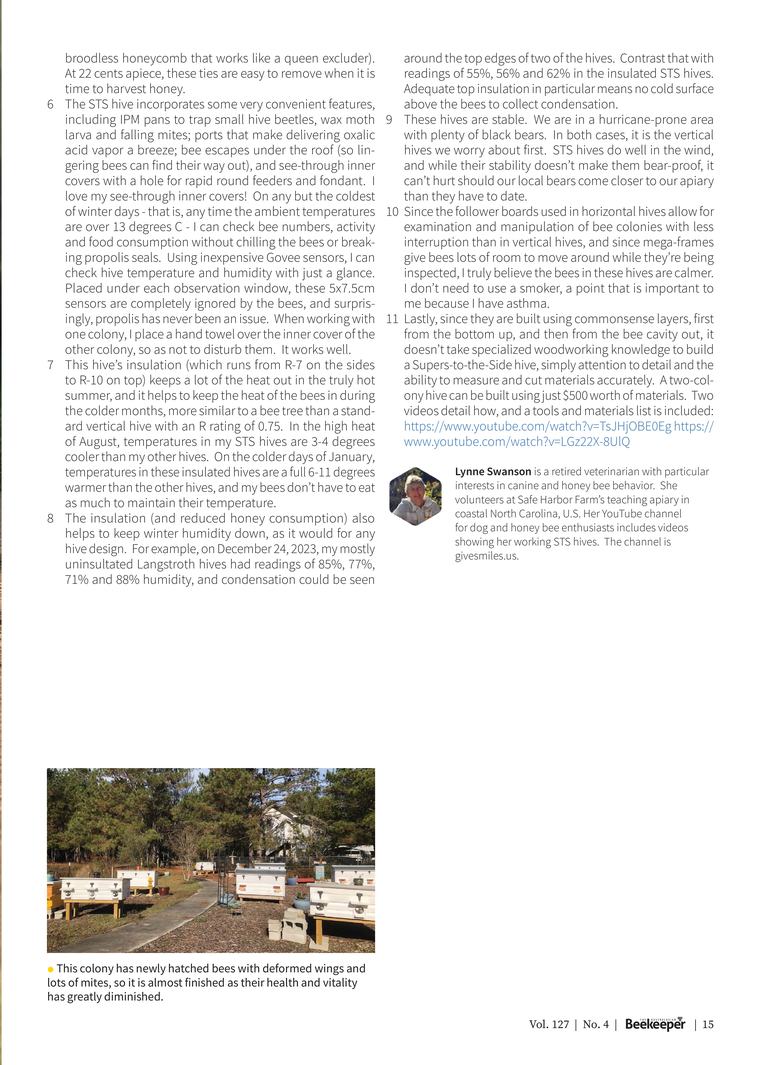 broodless honeycomb that works like a queen excluder).
At 22 cents apiece, these ties are easy to remove when it is
time to harvest honey.
6 The STS hive incorporates some very convenient features,
including IPM pans to trap small hive beetles, wax moth
larva and falling mites; ports that make delivering oxalic
acid vapor a breeze; bee escapes under the roof (so lin-
gering bees can find their way out), and see-through inner
covers with a hole for rapid round feeders and fondant. I
love my see-through inner covers! On any but the coldest
of winter days - that is, any time the ambient temperatures
are over 13 degrees C - I can check bee numbers, activity
and food consumption without chilling the bees or break-
ing propolis seals. Using inexpensive Govee sensors, I can
check hive temperature and humidity with just a glance.
Placed under each observation window, these 5x7.5cm
sensors are completely ignored by the bees, and surpris-
ingly, propolis has never been an issue. When working with
one colony, I place a hand towel over the inner cover of the
other colony, so as not to disturb them. It works well.
7 This hive's insulation (which runs from R-7 on the sides
to R-10 on top) keeps a lot of the heat out in the truly hot
summer, and it helps to keep the heat of the bees in during
the colder months, more similar to a bee tree than a stand-
ard vertical hive with an R rating of 0.75. In the high heat
of August, temperatures in my STS hives are 3-4 degrees
cooler than my other hives. On the colder days of January,
temperatures in these insulated hives are a full 6-11 degrees
warmer than the other hives, and my bees don't have to eat
as much to maintain their temperature.
8 The insulation (and reduced honey consumption) also
helps to keep winter humidity down, as it would for any
hive design. For example, on December 24, 2023, my mostly
uninsultated Langstroth hives had readings of 85%, 77%,
71% and 88% humidity, and condensation could be seen
around the top edges of two of the hives. Contrast that with
readings of 55%, 56% and 62% in the insulated STS hives.
Adequate top insulation in particular means no cold surface
above the bees to collect condensation.
9 These hives are stable. We are in a hurricane-prone area
with plenty of black bears. In both cases, it is the vertical
hives we worry about first. STS hives do well in the wind,
and while their stability doesn't make them bear-proof, it
can't hurt should our local bears come closer to our apiary
than they have to date.
10 Since the follower boards used in horizontal hives allow for
examination and manipulation of bee colonies with less
interruption than in vertical hives, and since mega-frames
give bees lots of room to move around while they're being
inspected, I truly believe the bees in these hives are calmer.
I don't need to use a smoker, a point that is important to
me because I have asthma.
11 Lastly, since they are built using commonsense layers, first
from the bottom up, and then from the bee cavity out, it
doesn't take specialized woodworking knowledge to build
a Supers-to-the-Side hive, simply attention to detail and the
ability to measure and cut materials accurately. A two-col-
ony hive can be built using just $500 worth of materials. Two
videos detail how, and a tools and materials list is included:
https://www.youtube.com/watch?v=TsJHjOBE0Eg https://
www.youtube.com/watch?v=LGz22X-8UlQ
Lynne Swanson is a retired veterinarian with particular
interests in canine and honey bee behavior. She
volunteers at Safe Harbor Farm's teaching apiary in
coastal North Carolina, U.S. Her YouTube channel
for dog and honey bee enthusiasts includes videos
showing her working STS hives. The channel is
givesmiles.us.
This colony has newly hatched bees with deformed wings and
lots of mites, so it is almost finished as their health and vitality
has greatly diminished.
Vol. 127 | No. 4 | Beekeeper | 15